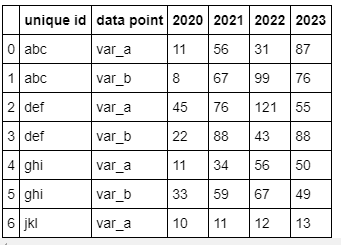 unique id data point 2020 2021 2022 2023
0 abc var_a 11 56 31 87
1 abc var_b 8 67 99 76
2 def var_a 45 76 121 55
3 def var_b 22 88 43 88
4 ghi var_a 11 34 56 50
5 ghi var_b 33 59 67 49
6 jkl var_a 10 11 12 13